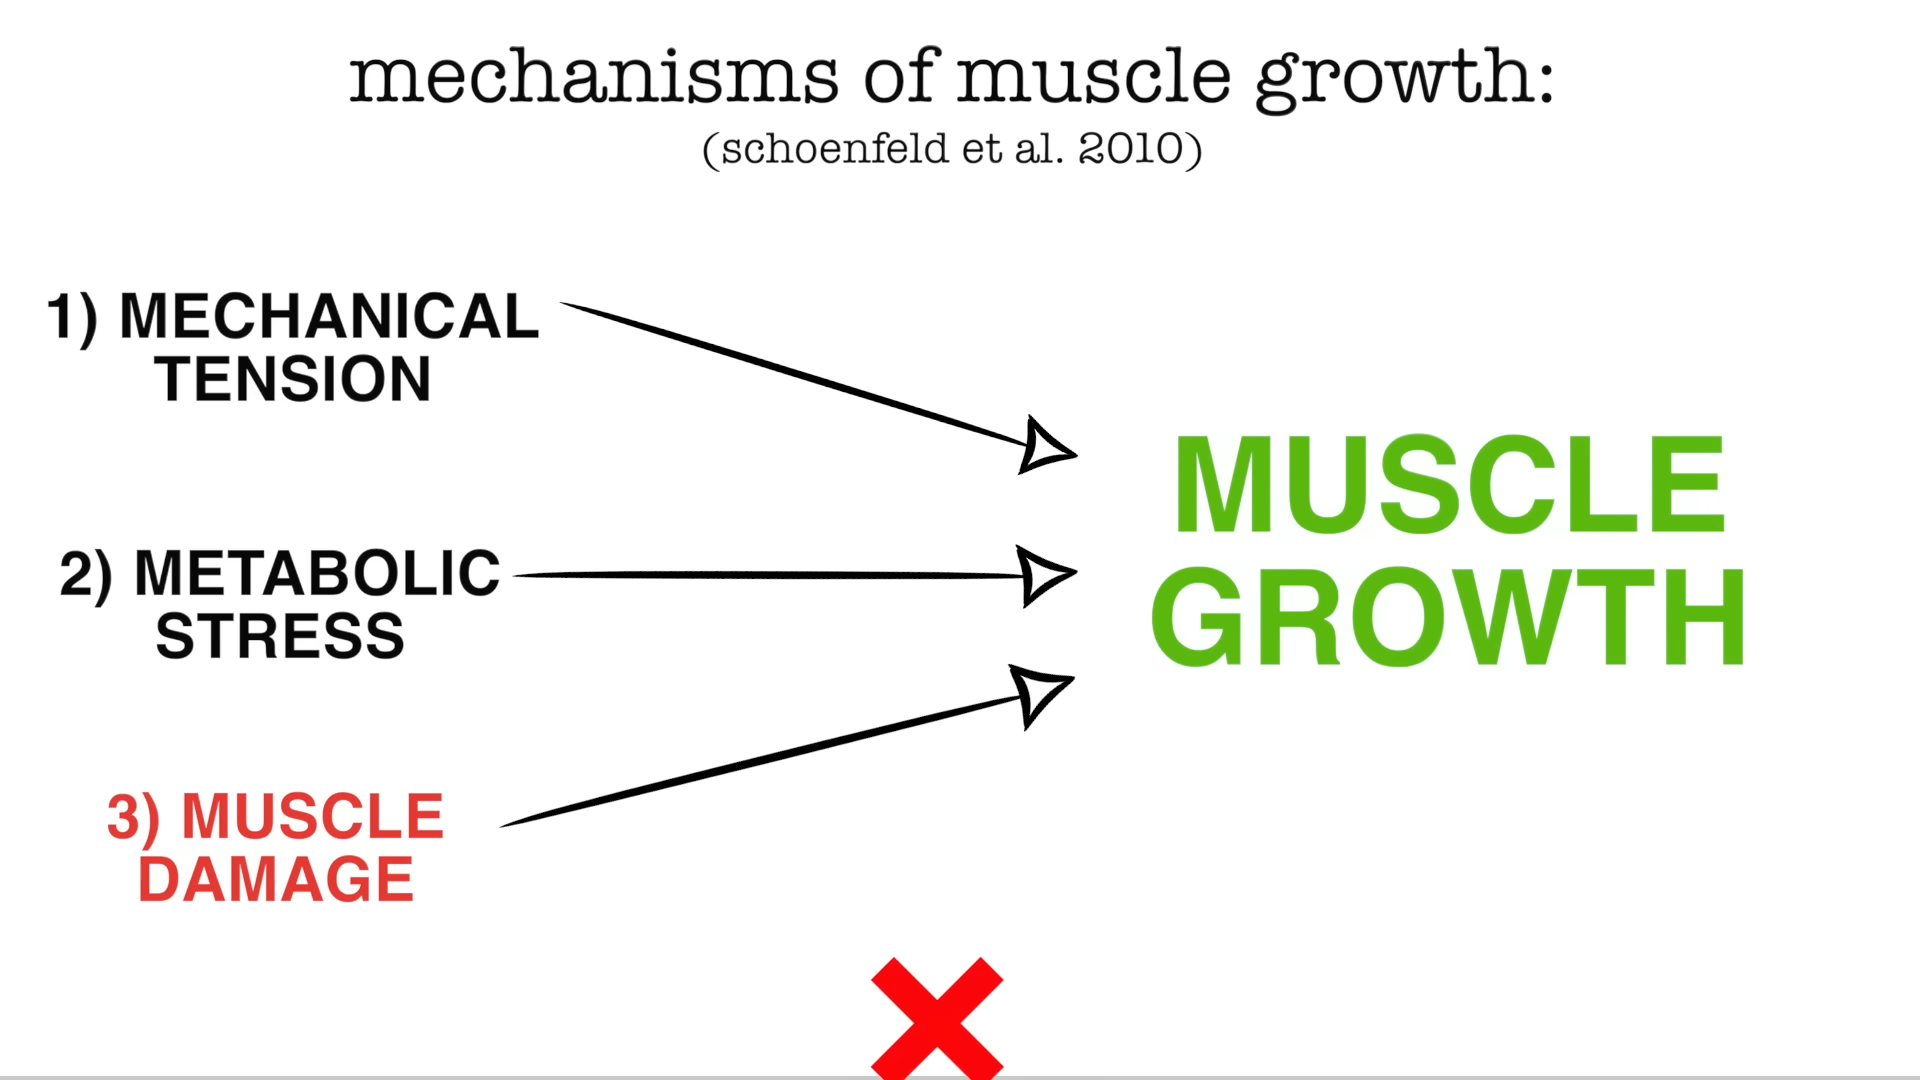 mechanisms of muscle growth:
(schoenfeld et al. 2010)
1) MECHANICAL
TENSION
2) METABOLIC
STRESS
3) MUSCLE
DAMAGE
MUSCLE
GROWTH